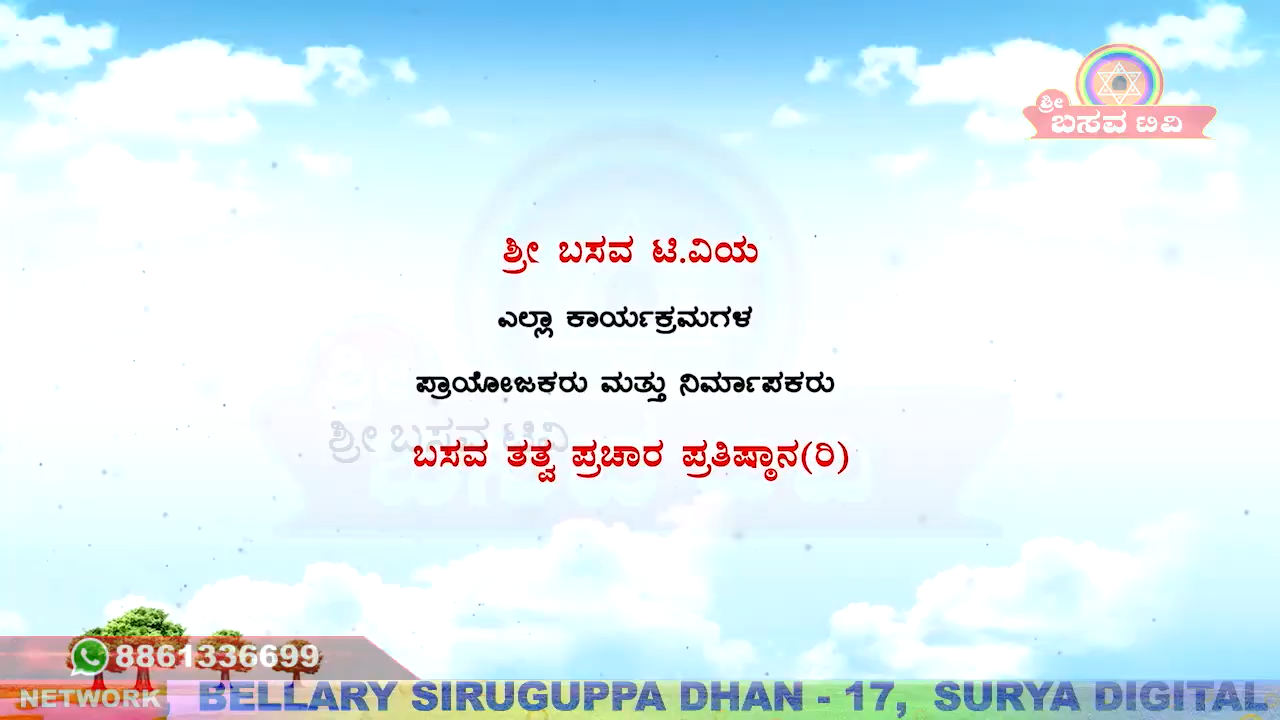 ಶ್ರೀ
ಬಸವ ಟಿವಿ
ಶ್ರೀ ಬಸವ ಟಿ.ವಿಯ
ಎಲ್ಲಾ ಕಾರ್ಯಕ್ರಮಗಳ
ಪ್ರಾಯೋಜಕರು ಮತ್ತು ನಿರ್ಮಾಪಕರು
ಶ್ರೀ ಬಸವ ಟಿವಿ
ಬಸವ ತತ್ವ ಪ್ರಚಾರ ಪ್ರತಿಷ್ಠಾನ(ರಿ)
8861336699
NETWORK BELLARY SIRUGUPPA DHAN - 17, SURYA DIGITAL